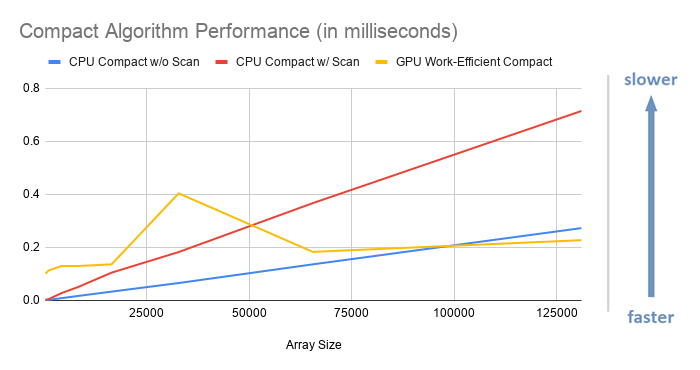 Compact Algorithm Performance (in milliseconds)
CPU Compact w/o Scan CPU Compact w/ Scan GPU Work-Efficient Compact
slower
0.8
0.6
0.4
0.2
0.0
25000 50000 75000 100000 125000
faster
Array Size